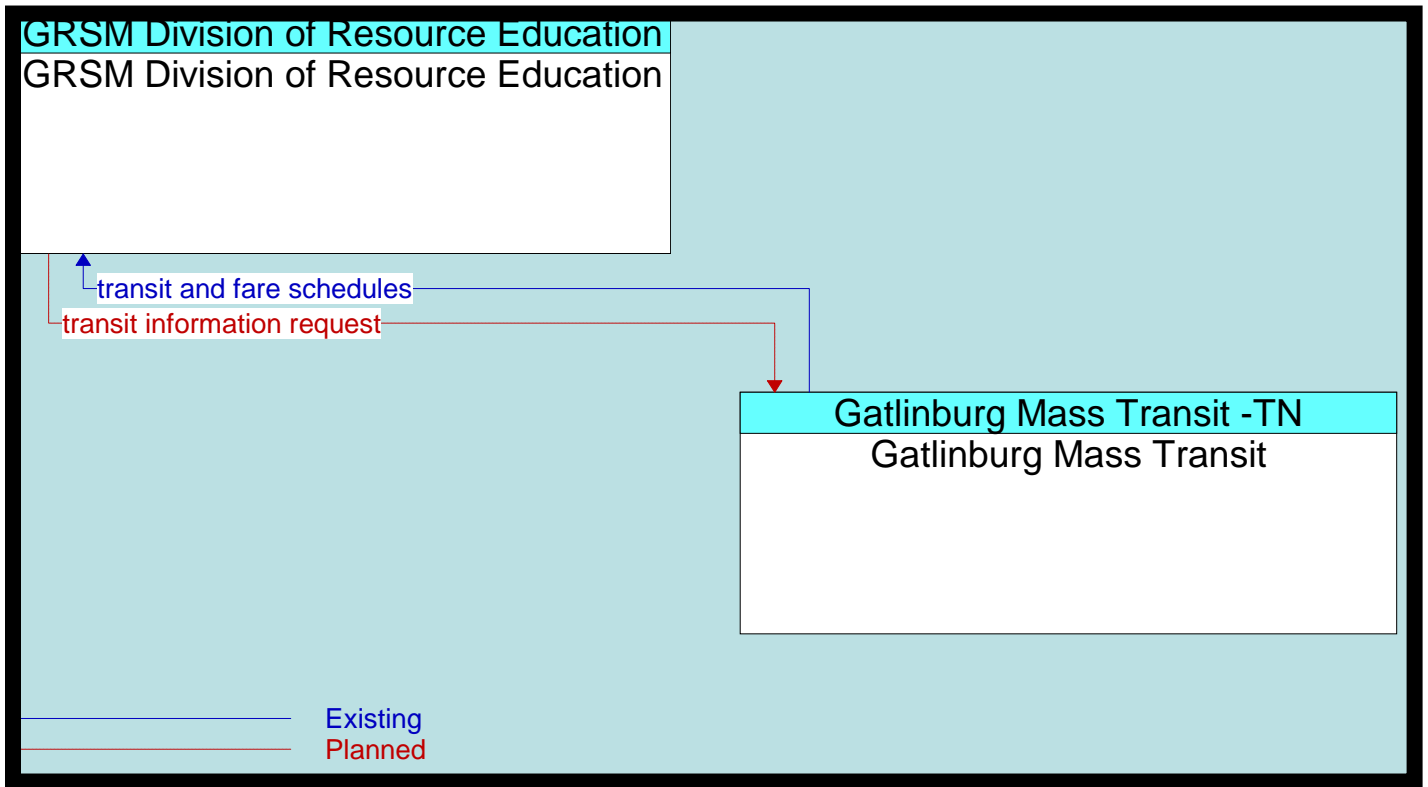 GRSM Division of Resource Education
GRSM Division of Resource Education
transit and fare schedules
transit information request
Gatlinburg Mass Transit -TN
Gatlinburg Mass Transit
Existing
Planned